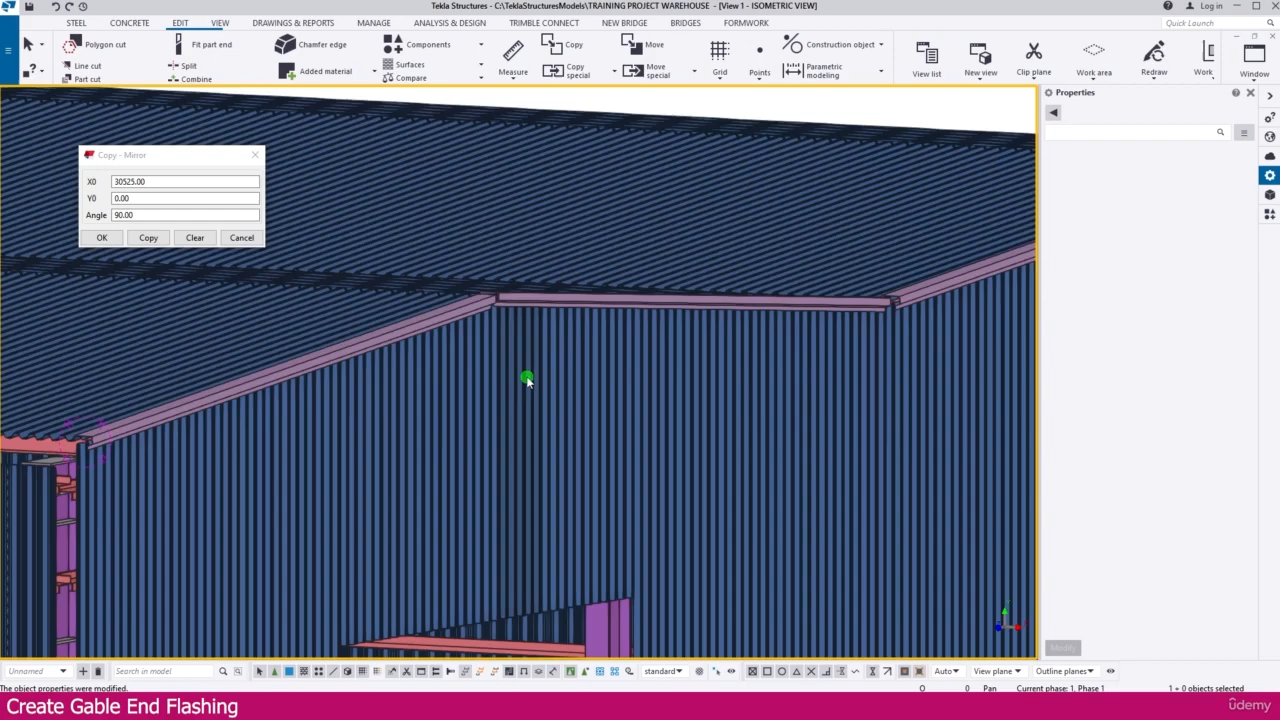 Tekla Structures - C:\TeklaStructuresModels\TRAINING PROJECT WAREHOUSE - [View 1 - ISOMETRIC VIEW]
Log in
STEEL CONCRETE EDIT VIEW DRAWINGS & REPORTS MANAGE ANALYSIS & DESIGN TRIMBLE CONNECT NEW BRIDGE BRIDGES FORMWORK
Quick Launch
Polygon cut Fit part end Chamfer edge Components Copy Move Construction object
Line cut Split Added material Surfaces Measure Copy special Move special Grid Points Parametric modeling View list New view Clip plane Work area Redraw Work Window
Part cut Combine Compare
Properties
Copy - Mirror
X0 30525.00
Y0 0.00
Angle 90.00
OK Copy Clear Cancel
Modify
Unnamed Search in model standard Auto View plane Outline planes
The object properties were modified. O 0 Pan Current phase: 1, Phase 1 1 + 0 objects selected
Create Gable End Flashing
ûdemy